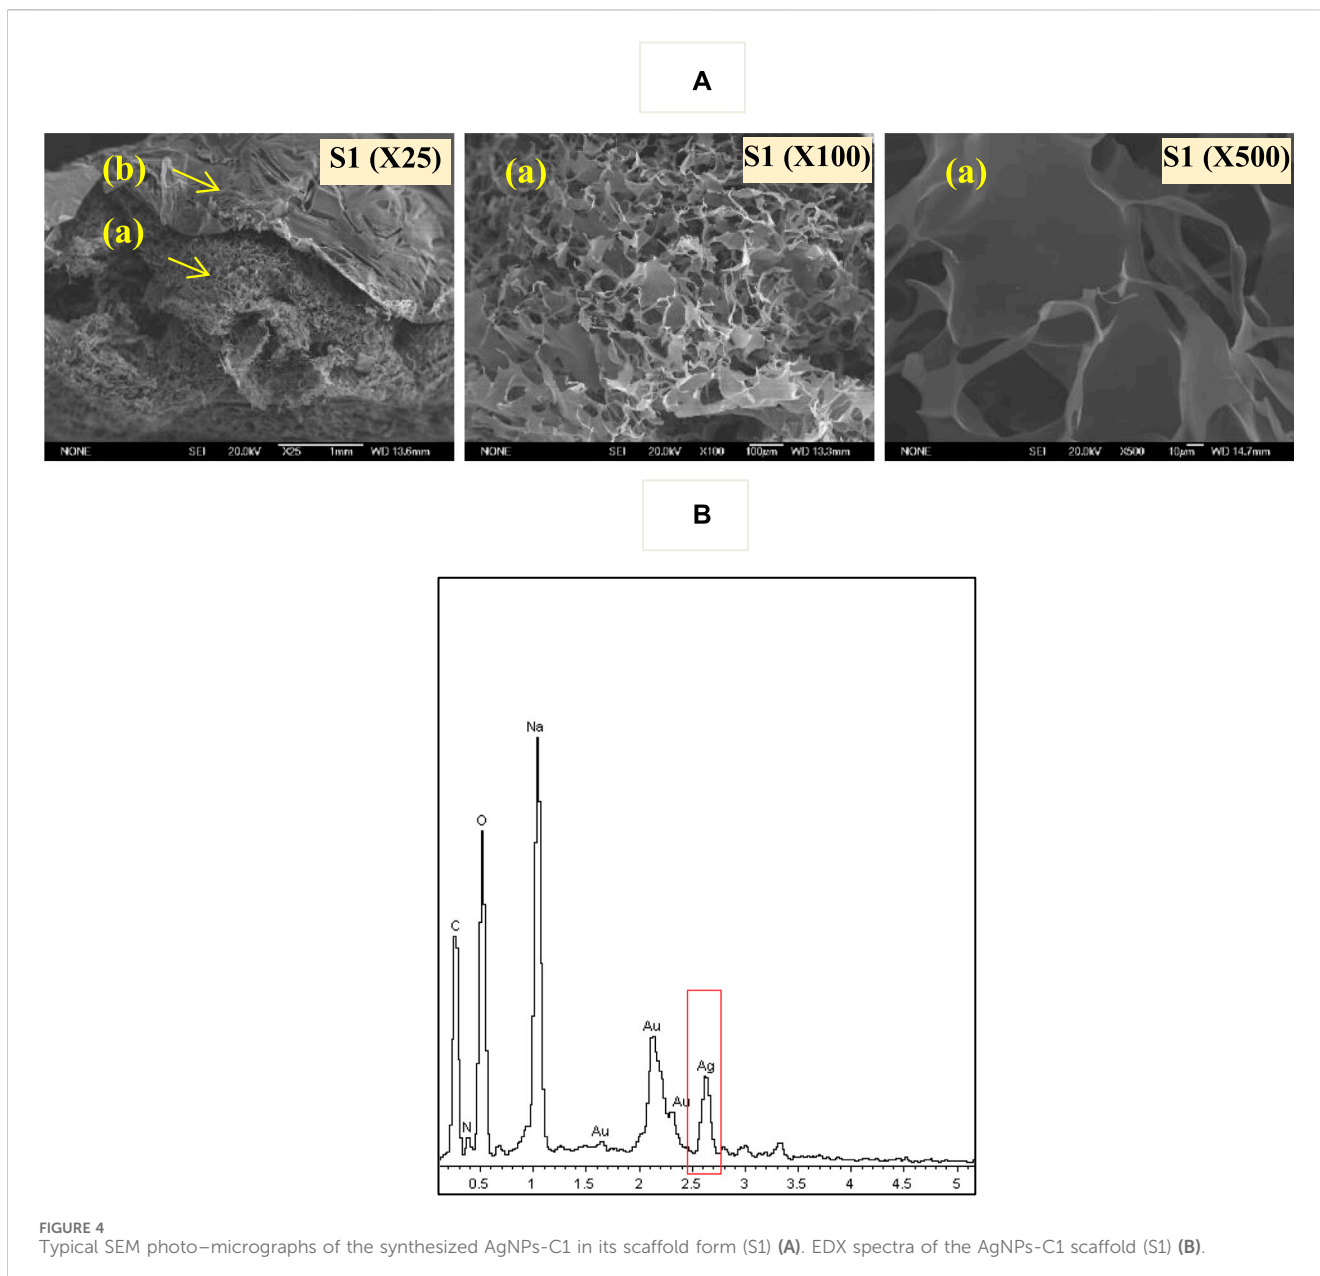 A
(b)
(a)
S1 (X25)
NONE SEI 20.0kV X25 1mm WD 13.6mm
(a)
S1 (X100)
NONE SEI 20.0kV X100 100µm WD 13.3mm
(a)
S1 (X500)
NONE SEI 20.0kV X500 10µm WD 14.7mm
B
Na
O
C
N
Au
Au
Au
Ag
0.5 1 1.5 2 2.5 3 3.5 4 4.5 5
FIGURE 4
Typical SEM photo–micrographs of the synthesized AgNPs-C1 in its scaffold form (S1) (A). EDX spectra of the AgNPs-C1 scaffold (S1) (B).